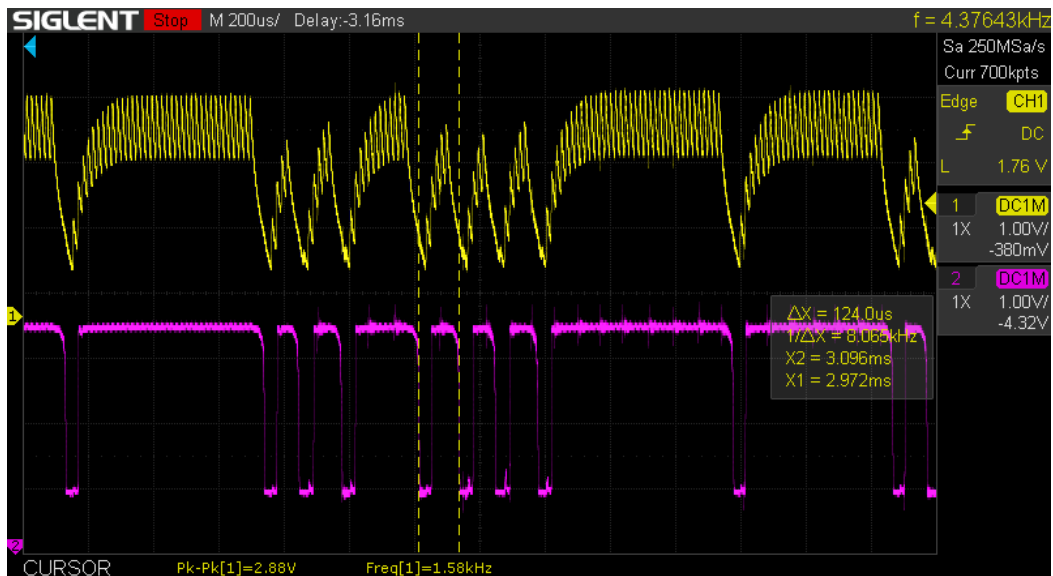 SIGLENT Stop M 200us/ Delay:-3.16ms f = 4.37643kHz
Sa 250MSa/s
Curr 700kpts
Edge CH1
DC
L 1.76 V
1 DC1M
1X 1.00V/
-380mV
2 DC1M
1X 1.00V/
-4.32V
1
ΔX = 124.0us
1/ΔX = 8.065kHz
X2 = 3.096ms
X1 = 2.972ms
2
CURSOR Pk-Pk[1]=2.88V Freq[1]=1.58kHz